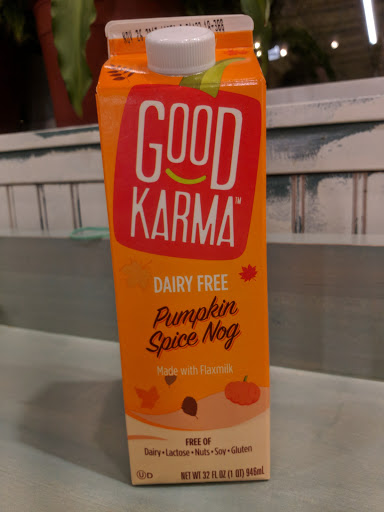 GOOD
KARMA™
DAIRY FREE
Pumpkin
Spice Nog
Made with Flaxmilk
FREE OF
Dairy • Lactose • Nuts • Soy • Gluten
ⓊD
NET WT 32 FL OZ (1 QT) 946mL